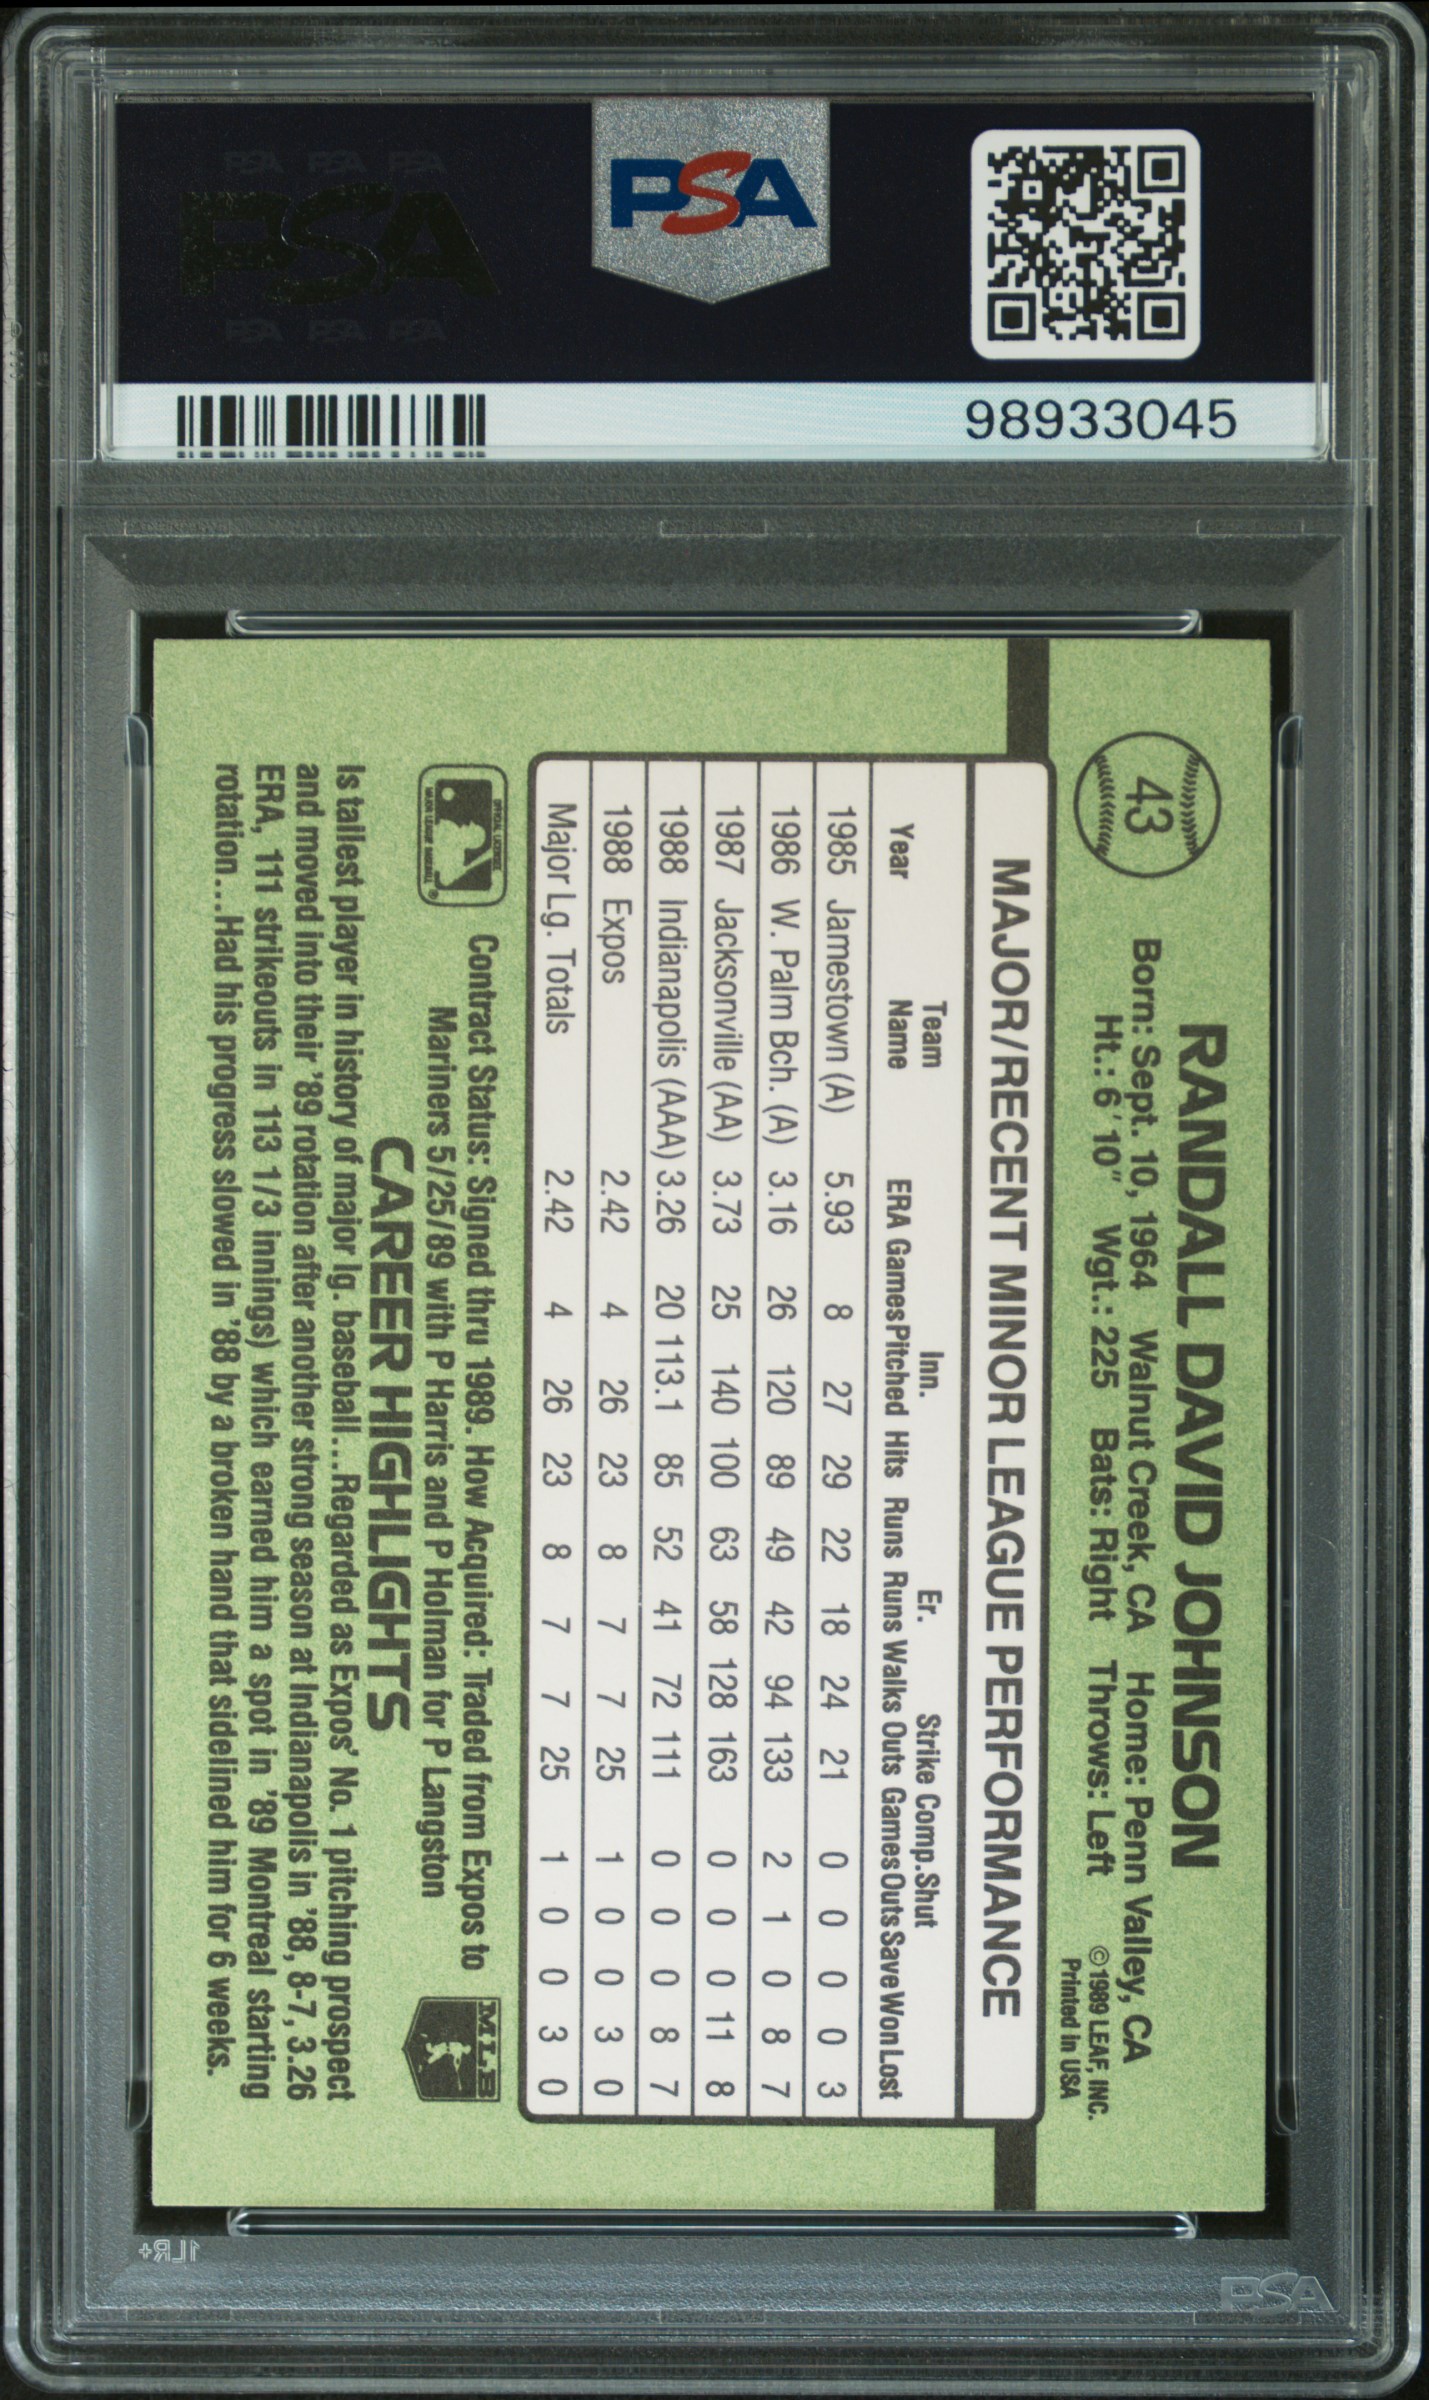 PSA PSA PSA
PSA
PSA PSA PSA
PSA
98933045
43
RANDALL DAVID JOHNSON
Born: Sept. 10, 1964 Walnut Creek, CA Home: Penn Valley, CA
Ht.: 6'10" Wgt.: 225 Bats: Right Throws: Left
©1989 LEAF, INC.
Printed in USA
MAJOR/RECENT MINOR LEAGUE PERFORMANCE
Team Inn. Er. Strike Comp. Shut
Year Name ERA Games Pitched Hits Runs Runs Walks Outs Games Outs Save Won Lost
1985 Jamestown (A) 5.93 8 27 29 22 18 24 21 0 0 0 0 3
1986 W. Palm Bch. (A) 3.16 26 120 89 49 42 94 133 2 1 0 8 7
1987 Jacksonville (AA) 3.73 25 140 100 63 58 128 163 0 0 0 11 8
1988 Indianapolis (AAA) 3.26 20 113.1 85 52 41 72 111 0 0 0 8 7
1988 Expos 2.42 4 26 23 8 7 7 25 1 0 0 3 0
Major Lg. Totals 2.42 4 26 23 8 7 7 25 1 0 0 3 0
OFFICIAL LICENSEE
MAJOR LEAGUE BASEBALL ®
Contract Status: Signed thru 1989. How Acquired: Traded from Expos to
Mariners 5/25/89 with P Harris and P Holman for P Langston
MLB
CAREER HIGHLIGHTS
Is tallest player in history of major lg. baseball...Regarded as Expos' No. 1 pitching prospect
and moved into their '89 rotation after another strong season at Indianapolis in '88, 8-7, 3.26
ERA, 111 strikeouts in 113 1/3 innings) which earned him a spot in '89 Montreal starting
rotation...Had his progress slowed in '88 by a broken hand that sidelined him for 6 weeks.
1LR+
PSA